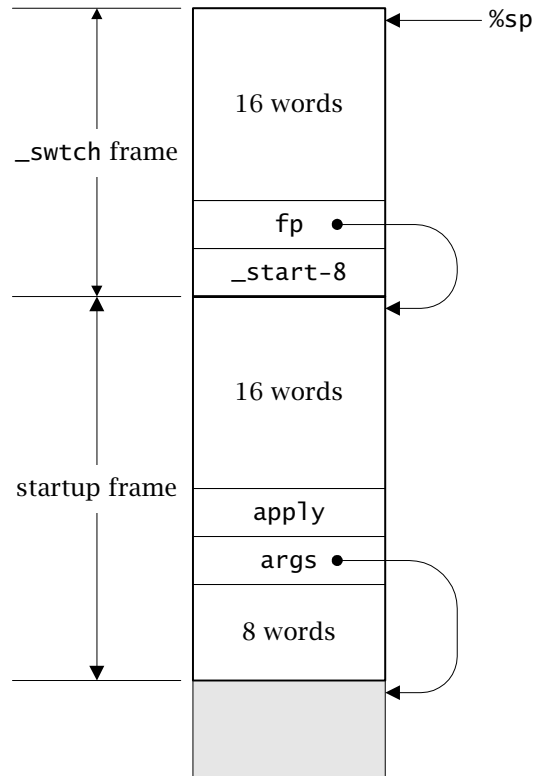 %sp
16 words
_swtch frame
fp
_start-8
16 words
startup frame
apply
args
8 words